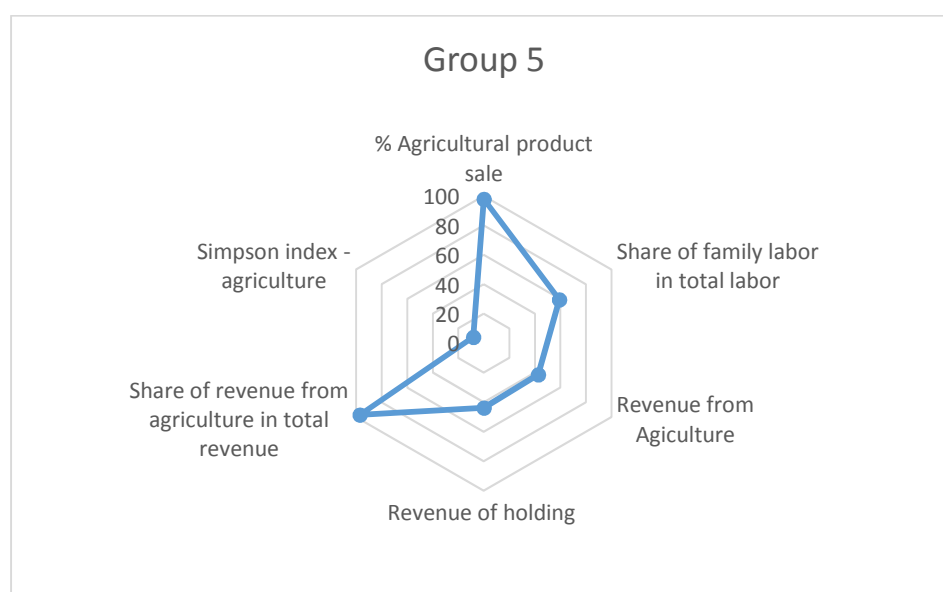 Group 5
% Agricultural product
sale
100
80
60
40
20
0
Share of family labor
in total labor
Revenue from
Agiculture
Revenue of holding
Share of revenue from
agriculture in total
revenue
Simpson index -
agriculture